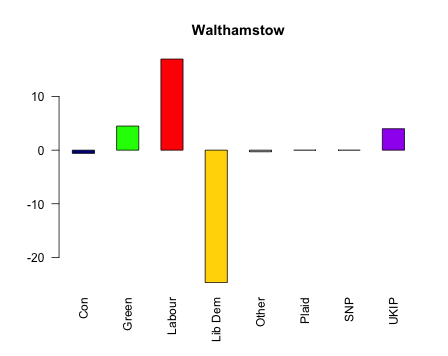 Walthamstow
10
0
-10
-20
Con
Green
Labour
Lib Dem
Other
Plaid
SNP
UKIP